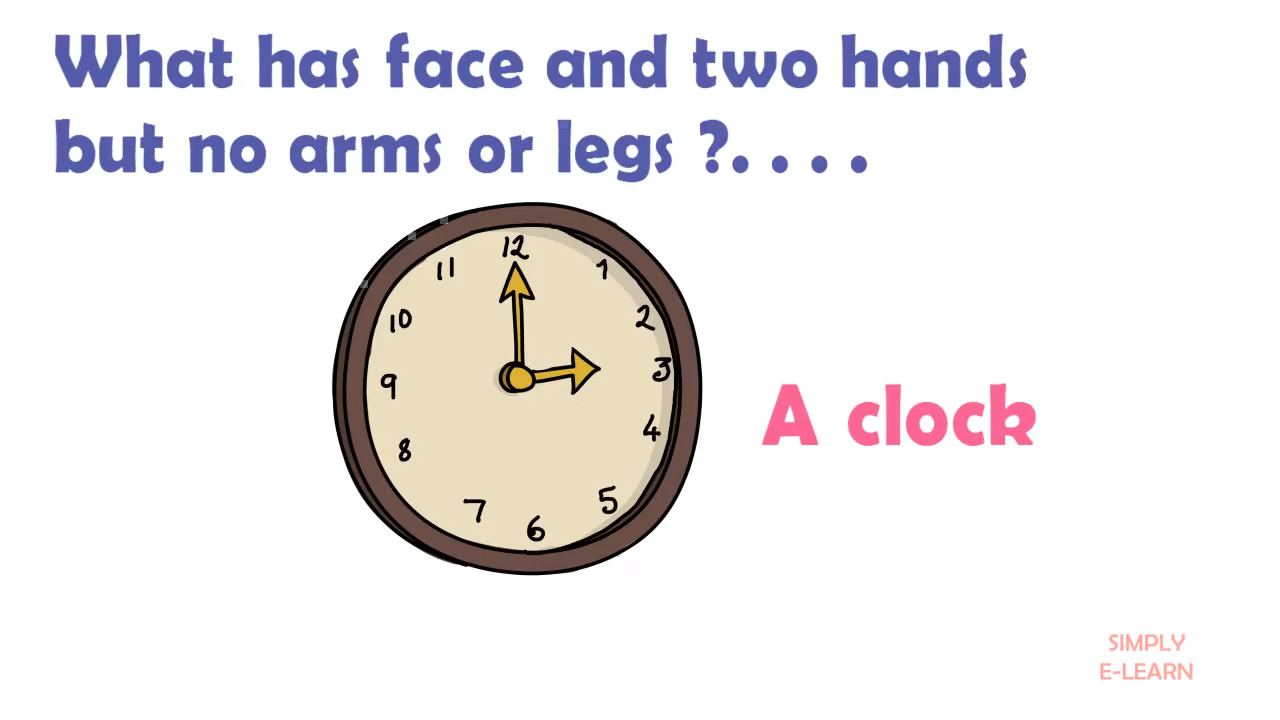 What has face and two hands
but no arms or legs ?. . . .
12
11
1
10
2
9
3
8
4
7
5
6
A clock
SIMPLY
E-LEARN